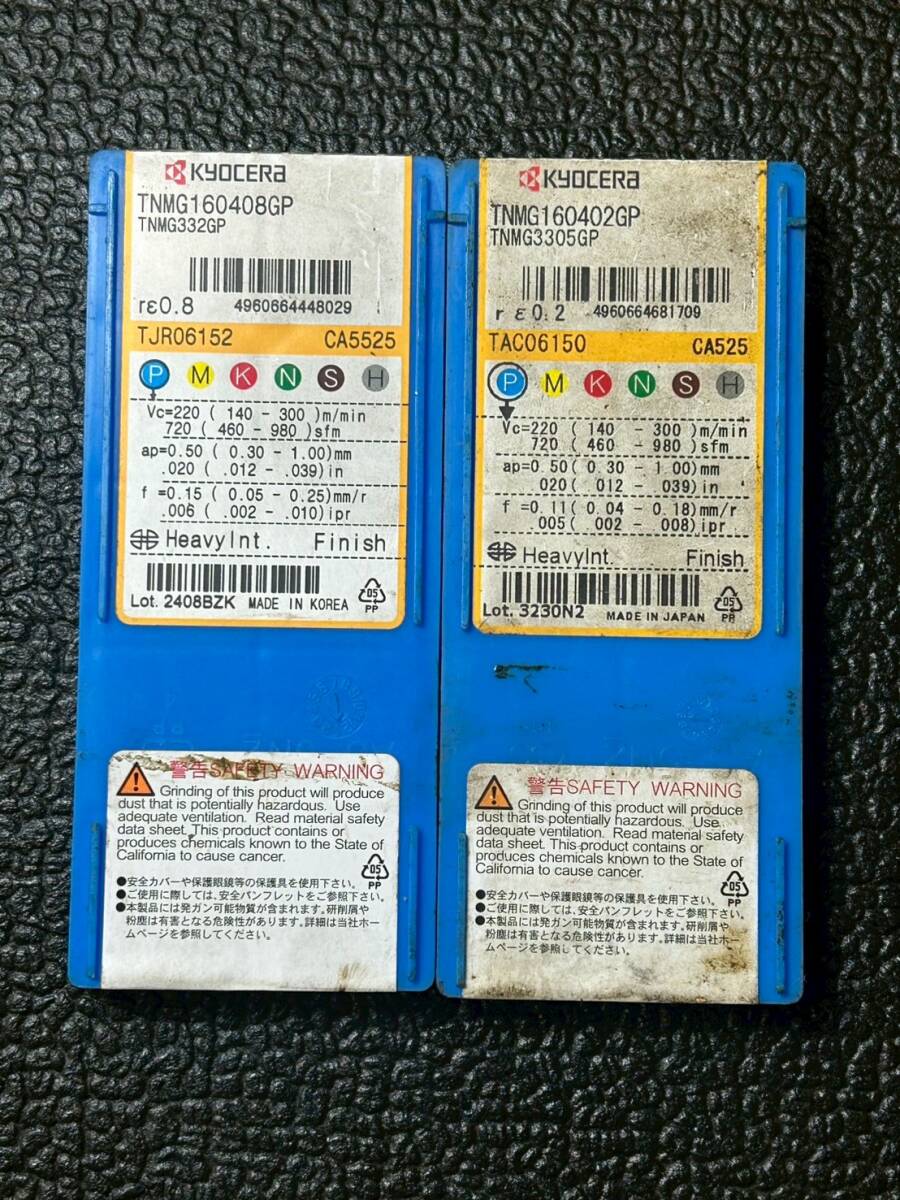 KYOCERA
TNMG160408GP
TNMG332GP
rε0.8 4960664448029
TJR06152 CA5525
P M K N S H
Vc=220 ( 140 - 300 )m/min
720 ( 460 - 980 )sfm
ap=0.50 ( 0.30 - 1.00)mm
.020 ( .012 - .039)in
f =0.15 ( 0.05 - 0.25)mm/r
.006 ( .002 - .010)ipr
HeavyInt. Finish
Lot. 2408BZK MADE IN KOREA
05
PP
警告SAFETY WARNING
Grinding of this product will produce
dust that is potentially hazardous. Use
adequate ventilation. Read material safety
data sheet. This product contains or
produces chemicals known to the State of
California to cause cancer.
05
PP
●安全カバーや保護眼鏡等の保護具を使用下さい。
●ご使用に際しては、安全パンフレットをご参照下さい。
●本製品には発ガン可能物質が含まれます。研削屑や
粉塵は有害となる危険性があります。詳細は当社ホー
ムページを参照してください。
KYOCERA
TNMG160402GP
TNMG3305GP
r ε0.2 4960664681709
TAC06150 CA525
P M K N S H
Vc=220 ( 140 - 300 )m/min
720 ( 460 - 980 )sfm
ap=0.50( 0.30 - 1.00)mm
020( 012 - 039)in
f =0.11( 0.04 - 0.18)mm/r
.005( .002 - .008)ipr
HeavyInt. Finish
Lot. 3230N2 MADE IN JAPAN
05
PP
警告SAFETY WARNING
Grinding of this product will produce
dust that is potentially hazardous. Use
adequate ventilation. Read material safety
data sheet. This product contains or
produces chemicals known to the State of
California to cause cancer.
05
PP
●安全カバーや保護眼鏡等の保護具を使用下さい。
●ご使用に際しては、安全パンフレットをご参照下さい。
●本製品には発ガン可能物質が含まれます。研削屑や
粉塵は有害となる危険性があります。詳細は当社ホー
ムページを参照してください。